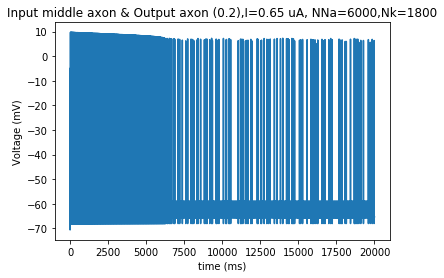 Input middle axon & Output axon (0.2),I=0.65 uA, NNa=6000,Nk=1800
10
0
−10
−20
−30
−40
−50
−60
−70
Voltage (mV)
0 2500 5000 7500 10000 12500 15000 17500 20000
time (ms)